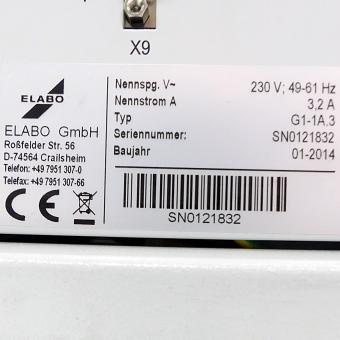 X9
ELABO
ELABO GmbH
Roßfelder Str. 56
D-74564 Crailsheim
Telefon: +49 7951 307-0
Telefax: +49 7951 307-66
CE
Nennspg. V~ 230 V; 49-61 Hz
Nennstrom A 3,2 A
Typ G1-1A.3
Seriennummer: SN0121832
Baujahr 01-2014
SN0121832